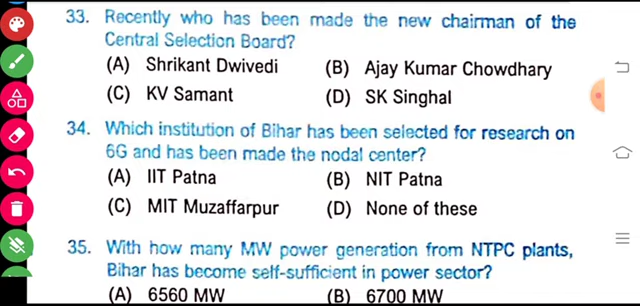 33. Recently who has been made the new chairman of the
Central Selection Board?
(A) Shrikant Dwivedi (B) Ajay Kumar Chowdhary
(C) KV Samant (D) SK Singhal
34. Which institution of Bihar has been selected for research on
6G and has been made the nodal center?
(A) IIT Patna (B) NIT Patna
(C) MIT Muzaffarpur (D) None of these
35. With how many MW power generation from NTPC plants,
Bihar has become self-sufficient in power sector?
(A) 6560 MW (B) 6700 MW